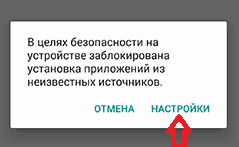 В целях безопасности на
устройстве заблокирована
установка приложений из
неизвестных источников.
ОТМЕНА НАСТРОЙКИ